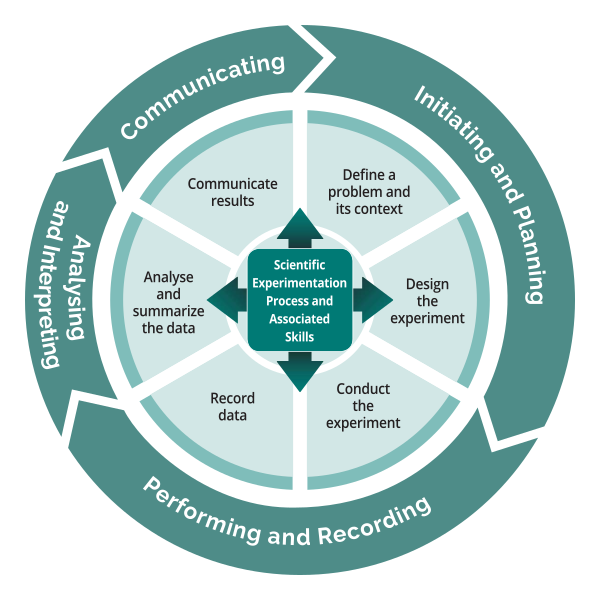 Communicating
Initiating and Planning
Performing and Recording
Analysing
and Interpreting
Communicate
results
Define a
problem and
its context
Design
the
experiment
Conduct
the
experiment
Record
data
Analyse
and
summarize
the data
Scientific
Experimentation
Process and
Associated
Skills